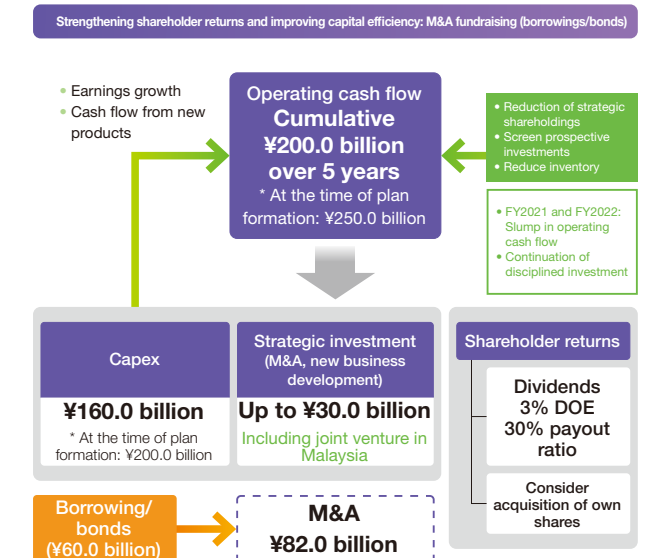 Strengthening shareholder returns and improving capital efficiency: M&A fundraising (borrowings/bonds)
• Earnings growth
• Cash flow from new
products
Operating cash flow
Cumulative
¥200.0 billion
over 5 years
* At the time of plan
formation: ¥250.0 billion
• Reduction of strategic
shareholdings
• Screen prospective
investments
• Reduce inventory
• FY2021 and FY2022:
Slump in operating
cash flow
• Continuation of
disciplined investment
Capex
¥160.0 billion
* At the time of plan
formation: ¥200.0 billion
Strategic investment
(M&A, new business
development)
Up to ¥30.0 billion
Including joint venture in
Malaysia
Shareholder returns
Dividends
3% DOE
30% payout
ratio
Consider
acquisition of own
shares
Borrowing/
bonds
(¥60.0 billion)
M&A
¥82.0 billion